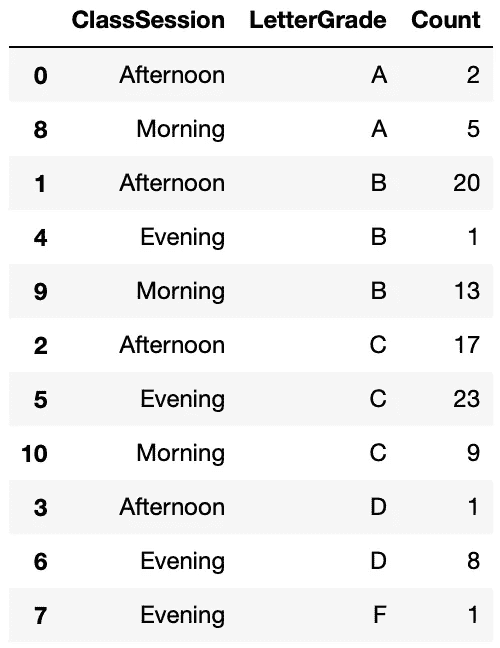 ClassSession LetterGrade Count
0 Afternoon A 2
8 Morning A 5
1 Afternoon B 20
4 Evening B 1
9 Morning B 13
2 Afternoon C 17
5 Evening C 23
10 Morning C 9
3 Afternoon D 1
6 Evening D 8
7 Evening F 1